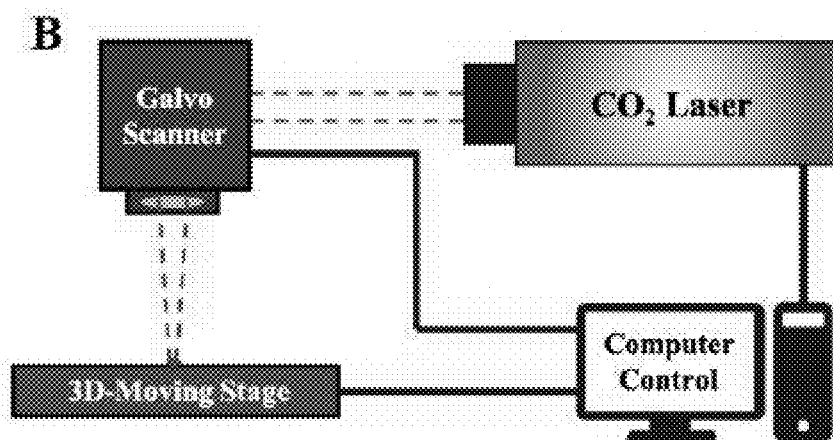 B
Galvo
Scanner
CO₂ Laser
Computer
Control
3D-Moving Stage